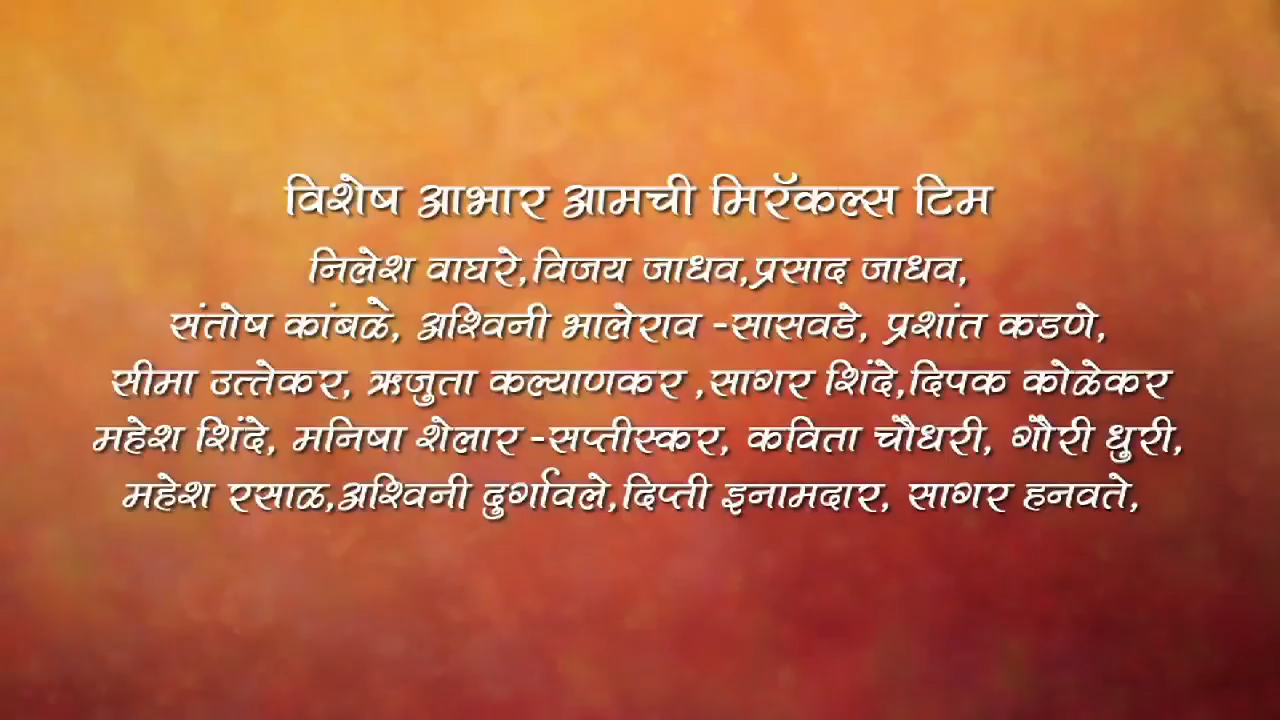 विशेष आभार आमची मिरॅकल्स टिम
निलेश वाघरे,विजय जाधव,प्रसाद जाधव,
संतोष कांबळे, अश्विनी भालेराव -सासवडे, प्रशांत कडणे,
सीमा उत्तेकर, ऋजुता कल्याणकर ,सागर शिंदे,दिपक कोळेकर
महेश शिंदे, मनिषा शेलार -सप्तीस्कर, कविता चौधरी, गौरी धुरी,
महेश रसाळ,अश्विनी दुर्गावले,दिप्ती इनामदार, सागर हनवते,